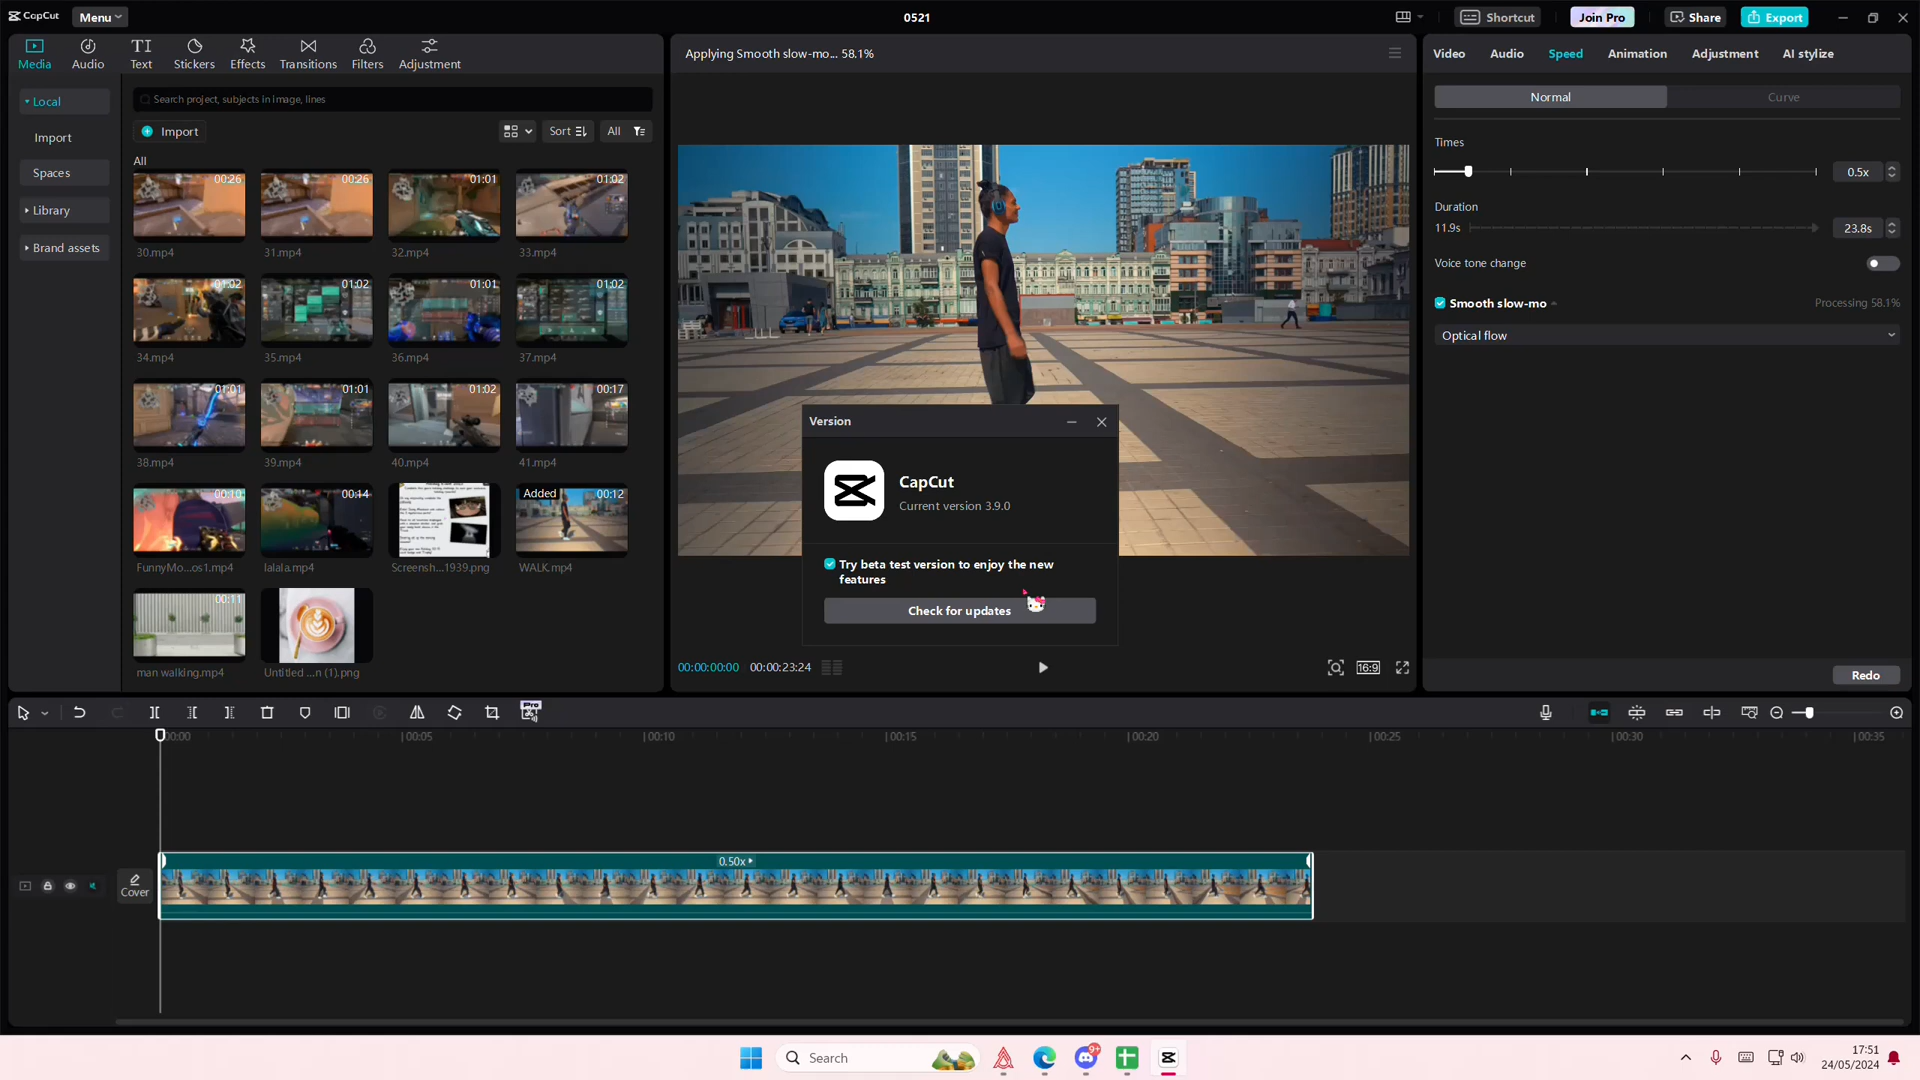 CapCut
Menu
0521
Shortcut
Join Pro
Share
Export
Media
Audio
Text
Stickers
Effects
Transitions
Filters
Adjustment
Local
Import
Spaces
Library
Brand assets
Search project, subjects in image, lines
Import
Sort
All
All
00:26
00:26
01:01
01:02
30.mp4
31.mp4
32.mp4
33.mp4
01:02
01:02
01:01
01:02
34.mp4
35.mp4
36.mp4
37.mp4
01:01
01:01
01:02
00:17
38.mp4
39.mp4
40.mp4
41.mp4
00:10
00:14
Added
00:12
FunnyMo...os1.mp4
lalala.mp4
Screensh...1939.png
WALK.mp4
00:11
man walking.mp4
Untitled ...n (1).png
Applying Smooth slow-mo... 58.1%
Version
CapCut
Current version 3.9.0
Try beta test version to enjoy the new
features
Check for updates
00:00:00:00
00:00:23:24
16:9
Video
Audio
Speed
Animation
Adjustment
AI stylize
Normal
Curve
Times
0.5x
Duration
11.9s
23.8s
Voice tone change
Smooth slow-mo
Processing 58.1%
Optical flow
Redo
Pro
00:00
00:05
00:10
00:15
00:20
00:25
00:30
00:35
Cover
0.50x
Search
9+
17:51
24/05/2024